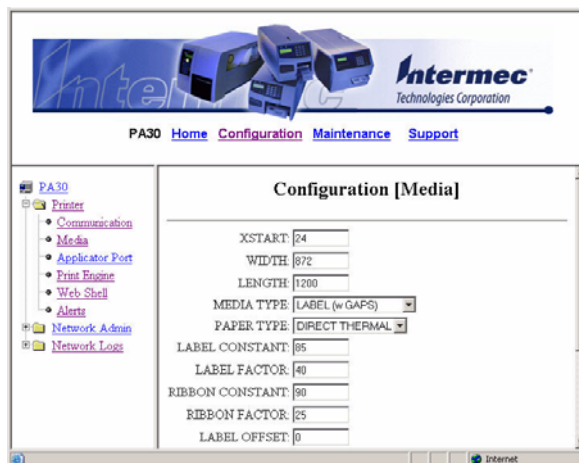 Intermec
Intermec®
Technologies Corporation
PA30 Home Configuration Maintenance Support
PA30
Printer
Communication
Media
Applicator Port
Print Engine
Web Shell
Alerts
Network Admin
Network Logs
Configuration [Media]
XSTART: 24
WIDTH: 872
LENGTH: 1200
MEDIA TYPE: LABEL (w GAPS)
PAPER TYPE: DIRECT THERMAL
LABEL CONSTANT: 85
LABEL FACTOR: 40
RIBBON CONSTANT: 90
RIBBON FACTOR: 25
LABEL OFFSET: 0
Internet